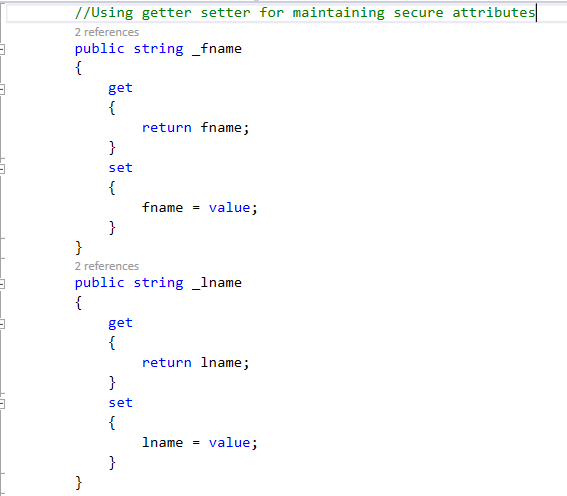 //Using getter setter for maintaining secure attributes
2 references
public string _fname
{
get
{
return fname;
}
set
{
fname = value;
}
}
2 references
public string _lname
{
get
{
return lname;
}
set
{
lname = value;
}
}